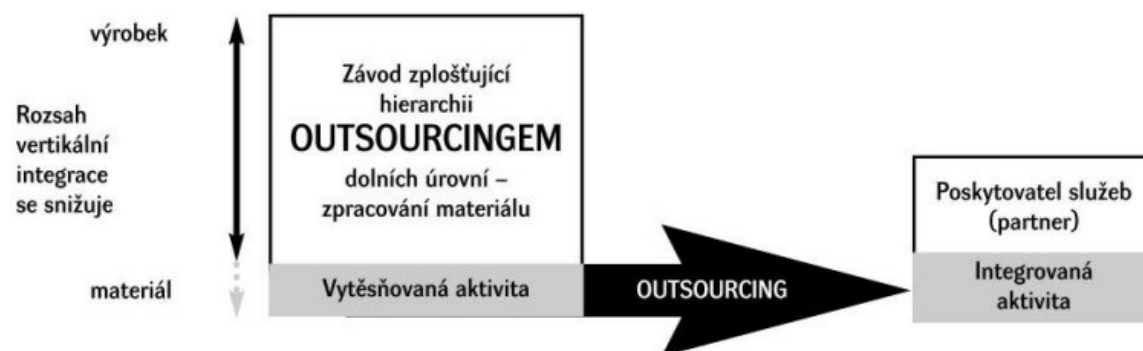 výrobek
Rozsah
vertikální
integrace
se snižuje
materiál
Závod zplošťující
hierarchii
OUTSOURCINGEM
dolních úrovní –
zpracování materiálu
Vytěsňovaná aktivita
OUTSOURCING
Poskytovatel služeb
(partner)
Integrovaná
aktivita